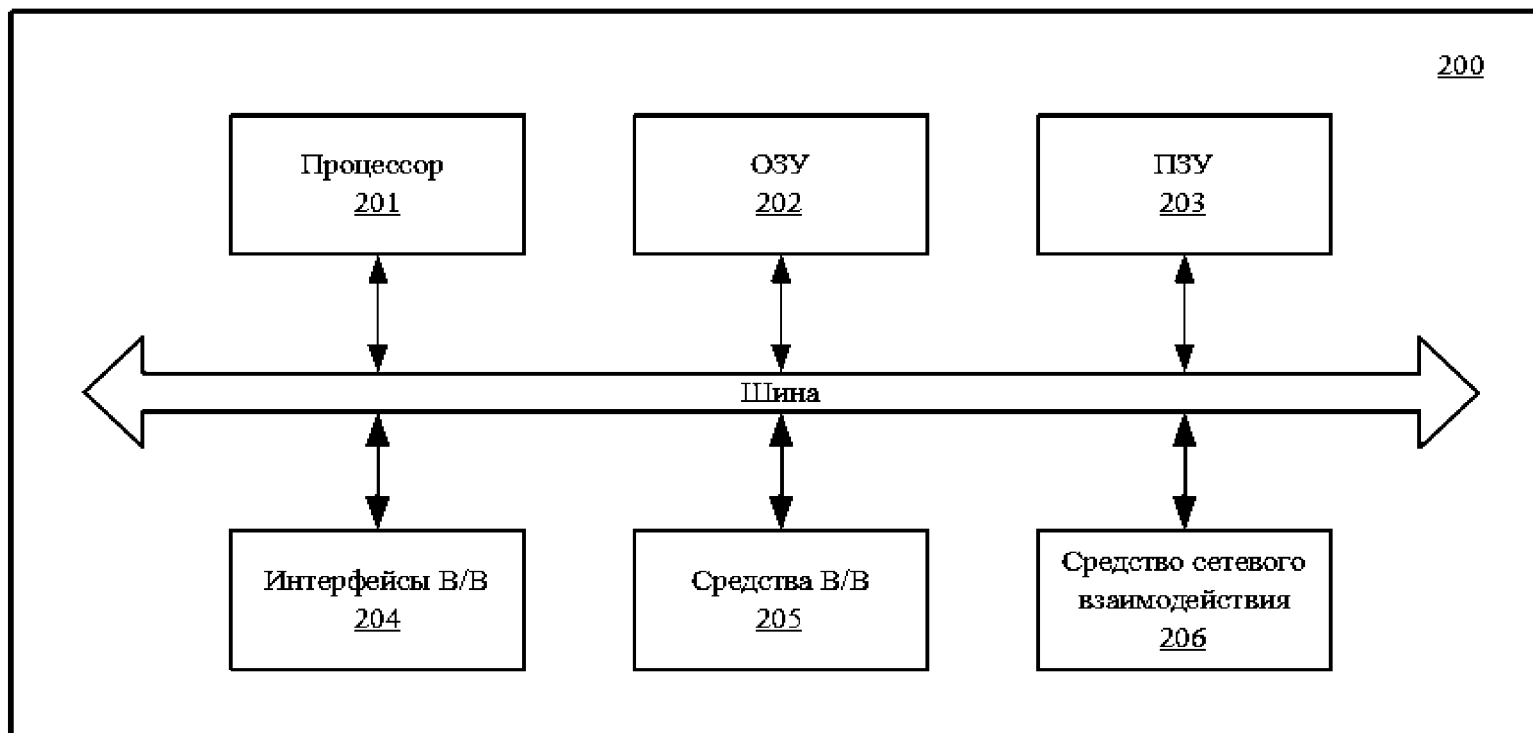 200
Процессор
201
ОЗУ
202
ПЗУ
203
Шина
Интерфейсы В/В
204
Средства В/В
205
Средство сетевого
взаимодействия
206